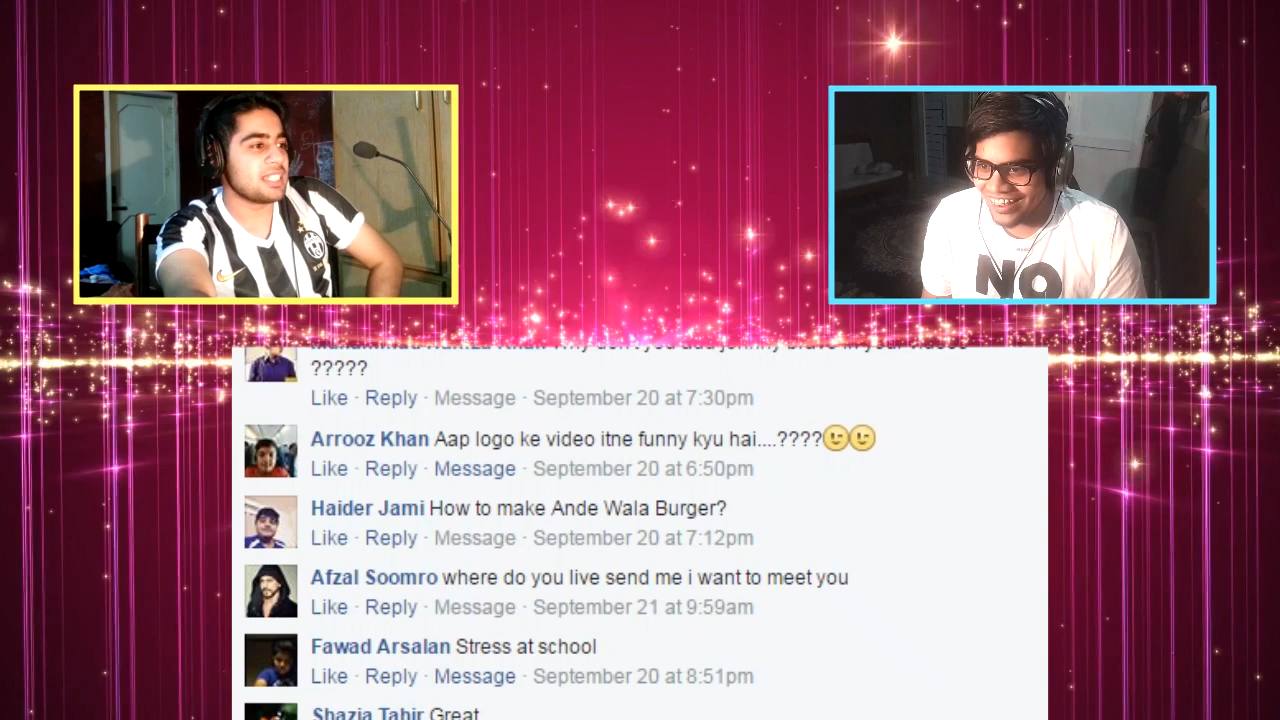 NO
?????
Like · Reply · Message · September 20 at 7:30pm
Arrooz Khan Aap logo ke video itne funny kyu hai....????😉😉
Like · Reply · Message · September 20 at 6:50pm
Haider Jami How to make Ande Wala Burger?
Like · Reply · Message · September 20 at 7:12pm
Afzal Soomro where do you live send me i want to meet you
Like · Reply · Message · September 21 at 9:59am
Fawad Arsalan Stress at school
Like · Reply · Message · September 20 at 8:51pm
Shazia Tahir Great